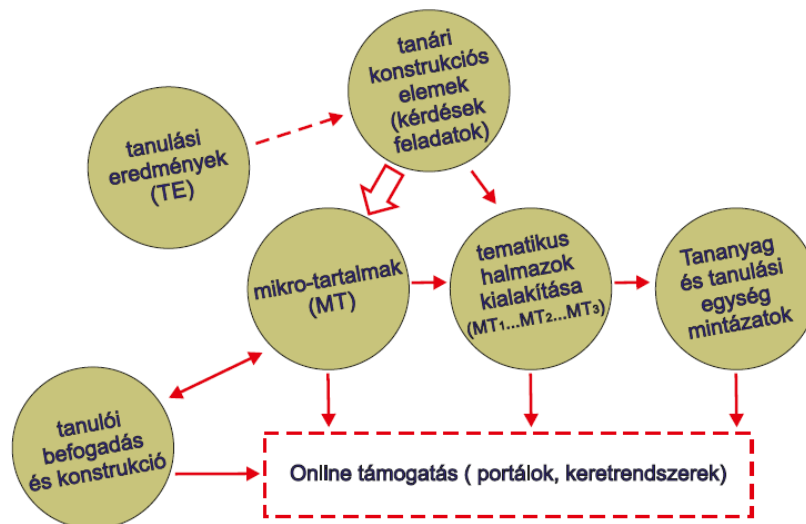 tanári
konstrukciós
elemek
(kérdések
feladatok)
tanulási
eredmények
(TE)
mikro-tartalmak
(MT)
tematikus
halmazok
kialakítása
(MT₁...MT₂...MT₃)
Tananyag
és tanulási
egység
mintázatok
tanulói
befogadás
és konstrukció
Online támogatás ( portálok, keretrendszerek)